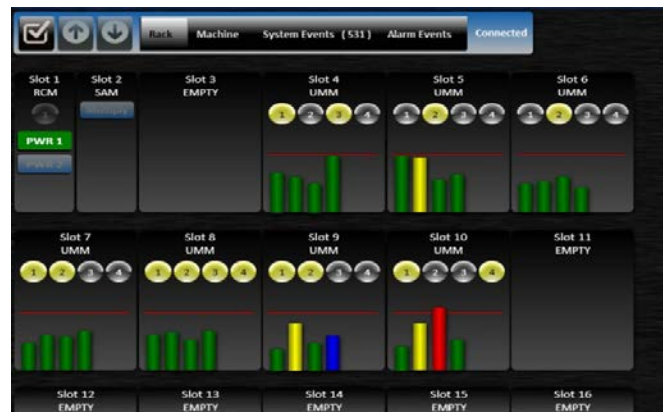 Rack Machine System Events (531) Alarm Events Connected
Slot 1 Slot 2 Slot 3 Slot 4 Slot 5 Slot 6
RCM SAM EMPTY UMM UMM UMM
1 1 2 3 4 1 2 3 4 1 2 3 4
PWR 1
PWR 2
Slot 7 Slot 8 Slot 9 Slot 10 Slot 11
UMM UMM UMM UMM EMPTY
1 2 3 4 1 2 3 4 1 2 3 4 1 2 3 4
Slot 12 Slot 13 Slot 14 Slot 15 Slot 16
EMPTY EMPTY EMPTY EMPTY EMPTY